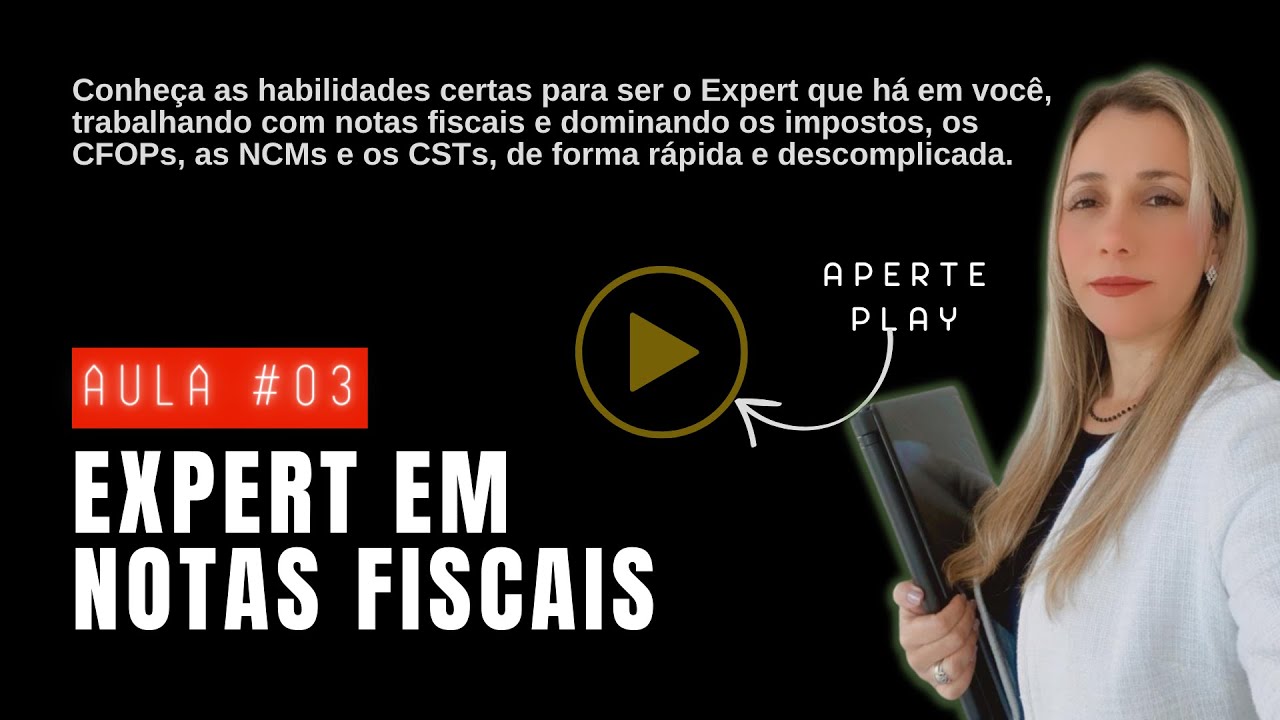 Conheça as habilidades certas para ser o Expert que há em você,
trabalhando com notas fiscais e dominando os impostos, os
CFOPs, as NCMs e os CSTs, de forma rápida e descomplicada.
APERTE
PLAY
AULA #03
EXPERT EM
NOTAS FISCAIS